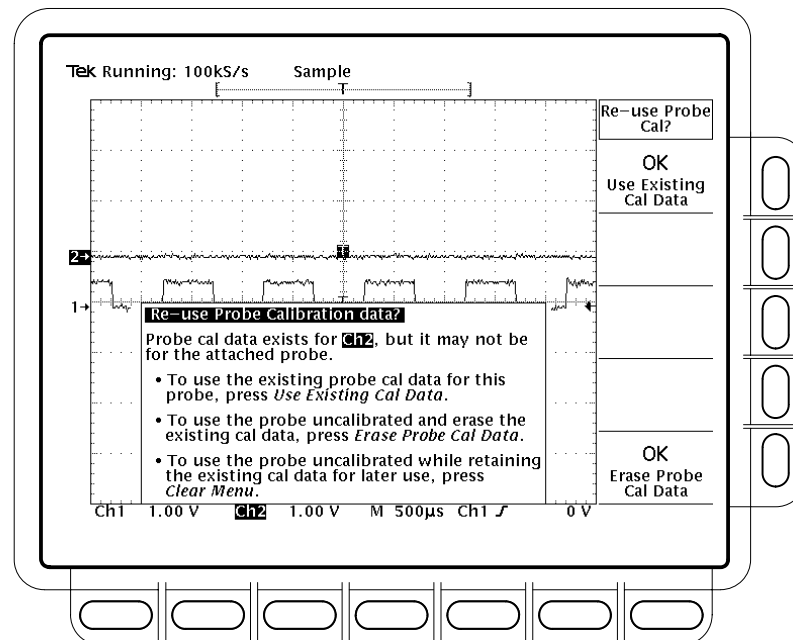 Tek Running: 100kS/s Sample
Re-use Probe
Cal?
OK
Use Existing
Cal Data
T
2
1
Re-use Probe Calibration data?
Probe cal data exists for Ch2, but it may not be
for the attached probe.
• To use the existing probe cal data for this
probe, press Use Existing Cal Data.
• To use the probe uncalibrated and erase the
existing cal data, press Erase Probe Cal Data.
• To use the probe uncalibrated while retaining
the existing cal data for later use, press
Clear Menu.
OK
Erase Probe
Cal Data
Ch1 1.00 V Ch2 1.00 V M 500µs Ch1 0 V